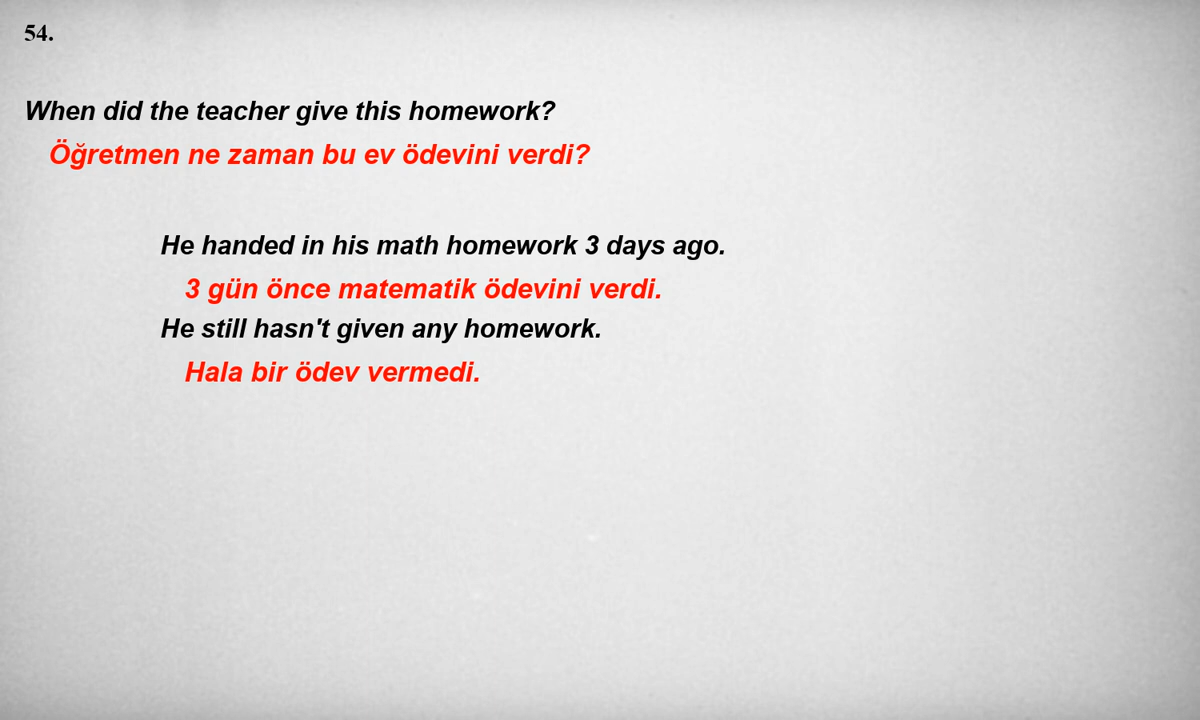 54.
When did the teacher give this homework?
Öğretmen ne zaman bu ev ödevini verdi?
He handed in his math homework 3 days ago.
3 gün önce matematik ödevini verdi.
He still hasn't given any homework.
Hala bir ödev vermedi.